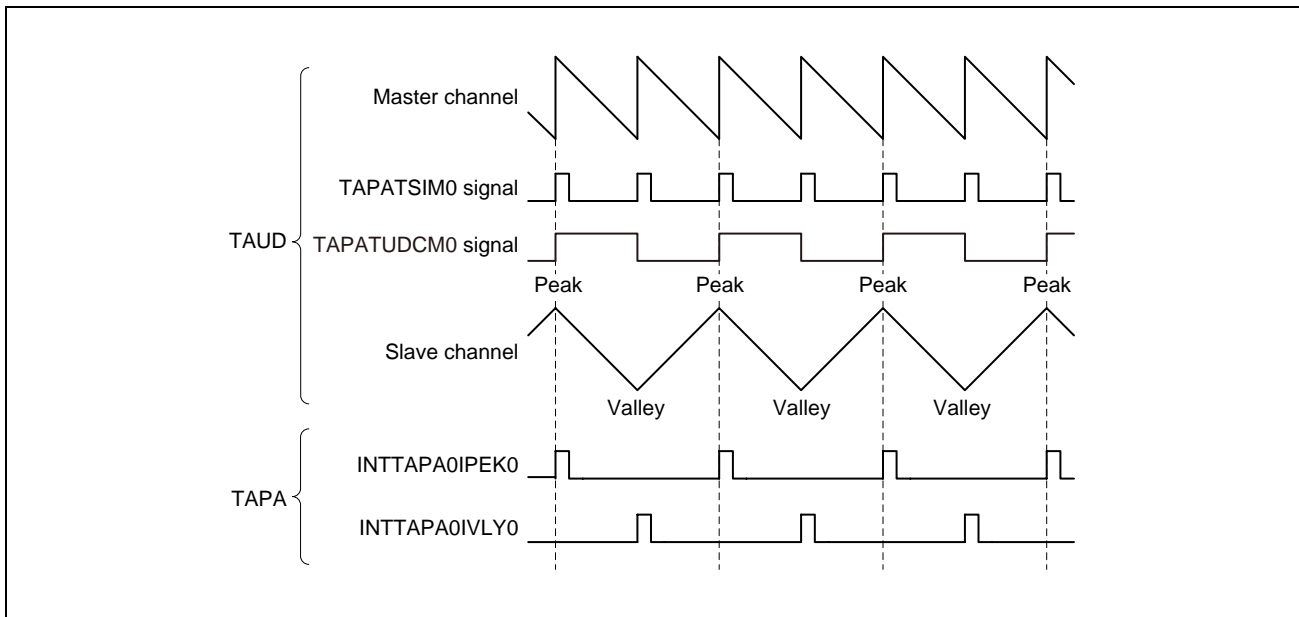 Master channel
TAPATSIM0 signal
TAUD
TAPATUDCM0 signal
Peak Peak Peak Peak
Slave channel
Valley Valley Valley
INTTAPA0IPEK0
TAPA
INTTAPA0IVLY0